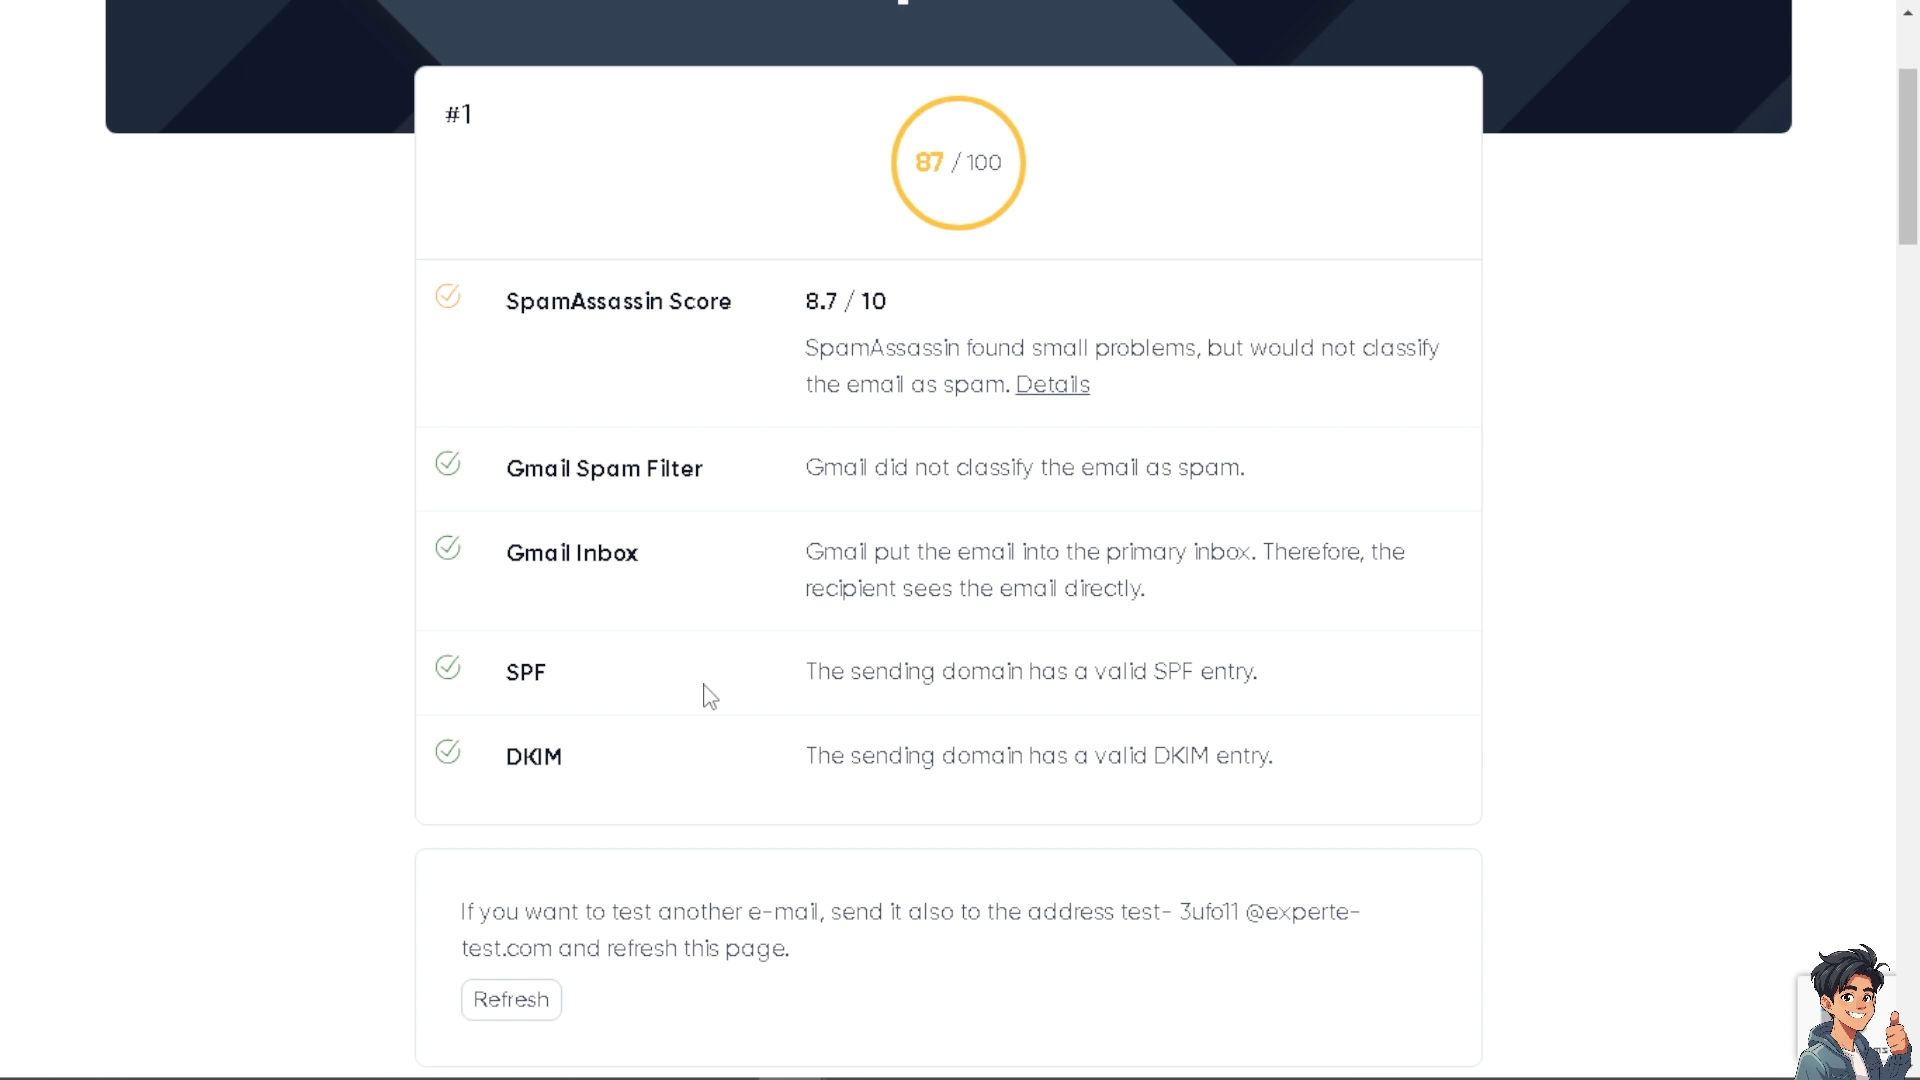 #1
87 / 100
SpamAssassin Score
8.7 / 10
SpamAssassin found small problems, but would not classify
the email as spam. Details
Gmail Spam Filter
Gmail did not classify the email as spam.
Gmail Inbox
Gmail put the email into the primary inbox. Therefore, the
recipient sees the email directly.
SPF
The sending domain has a valid SPF entry.
DKIM
The sending domain has a valid DKIM entry.
If you want to test another e-mail, send it also to the address test- 3ufo11 @experte-
test.com and refresh this page.
Refresh